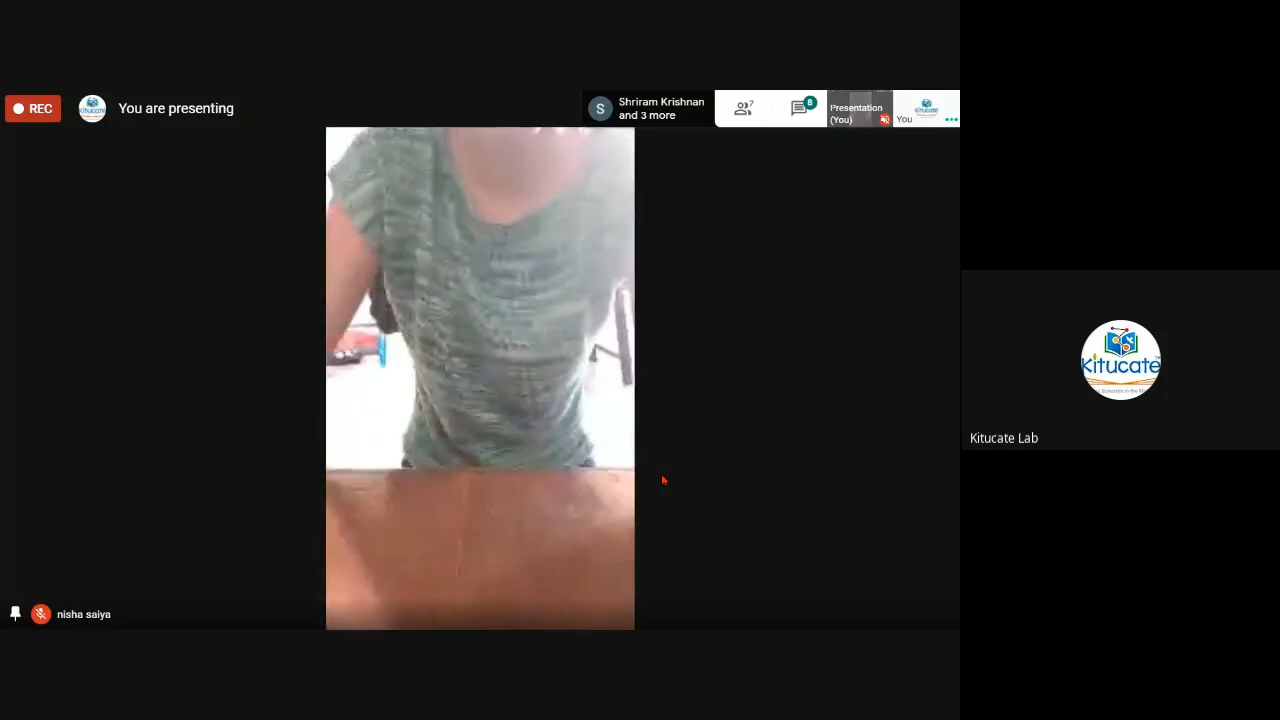 REC
You are presenting
S
Shriram Krishnan
and 3 more
7
8
Presentation
(You)
You
nisha saiya
Kitucate
Kitucate Lab